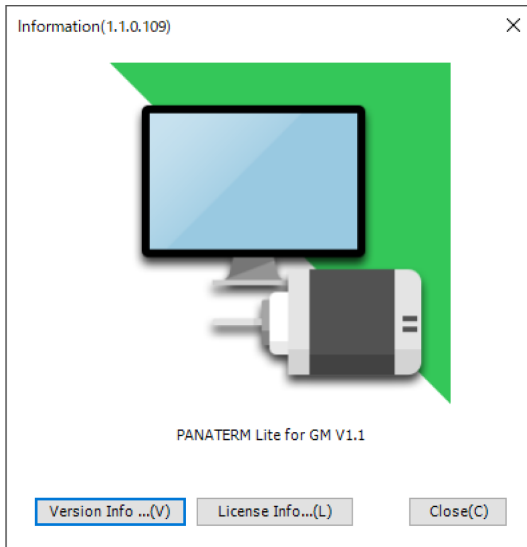 Information(1.1.0.109)
PANATERM Lite for GM V1.1
Version Info ...(V)
License Info...(L)
Close(C)